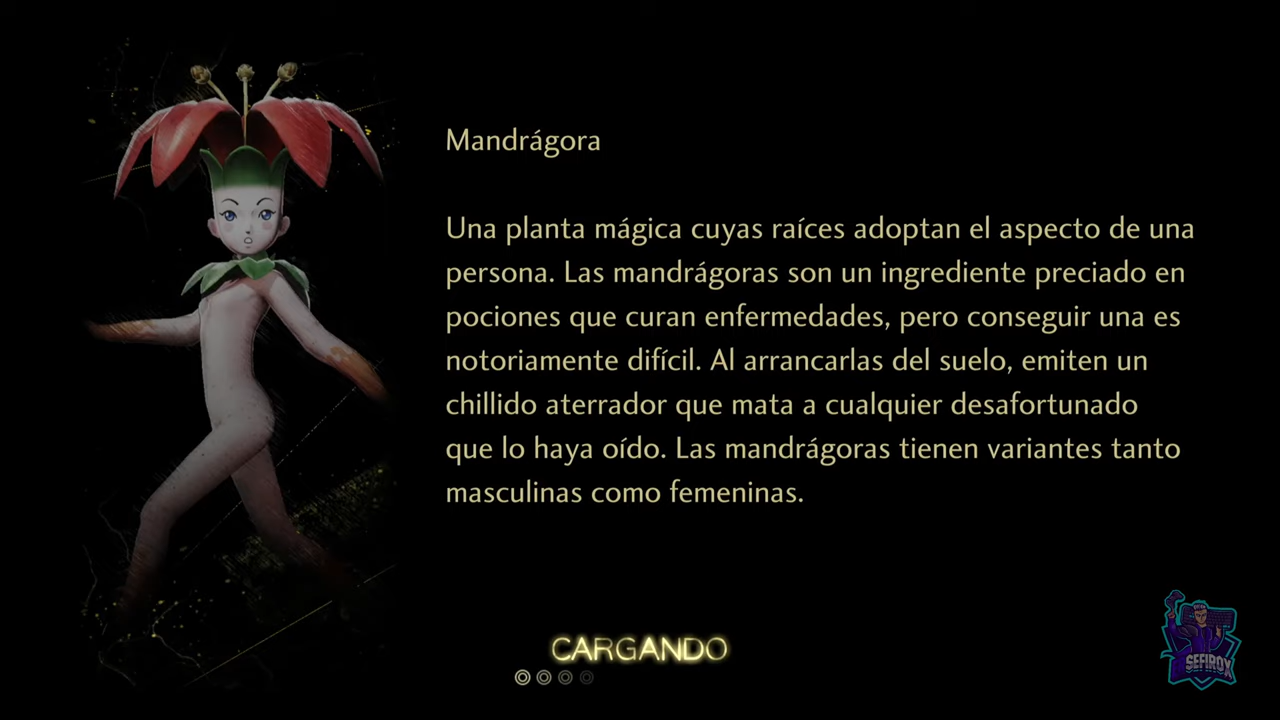 Mandrágora
Una planta mágica cuyas raíces adoptan el aspecto de una
persona. Las mandrágoras son un ingrediente preciado en
pociones que curan enfermedades, pero conseguir una es
notoriamente difícil. Al arrancarlas del suelo, emiten un
chillido aterrador que mata a cualquier desafortunado
que lo haya oído. Las mandrágoras tienen variantes tanto
masculinas como femeninas.
CARGANDO
SEFIROX